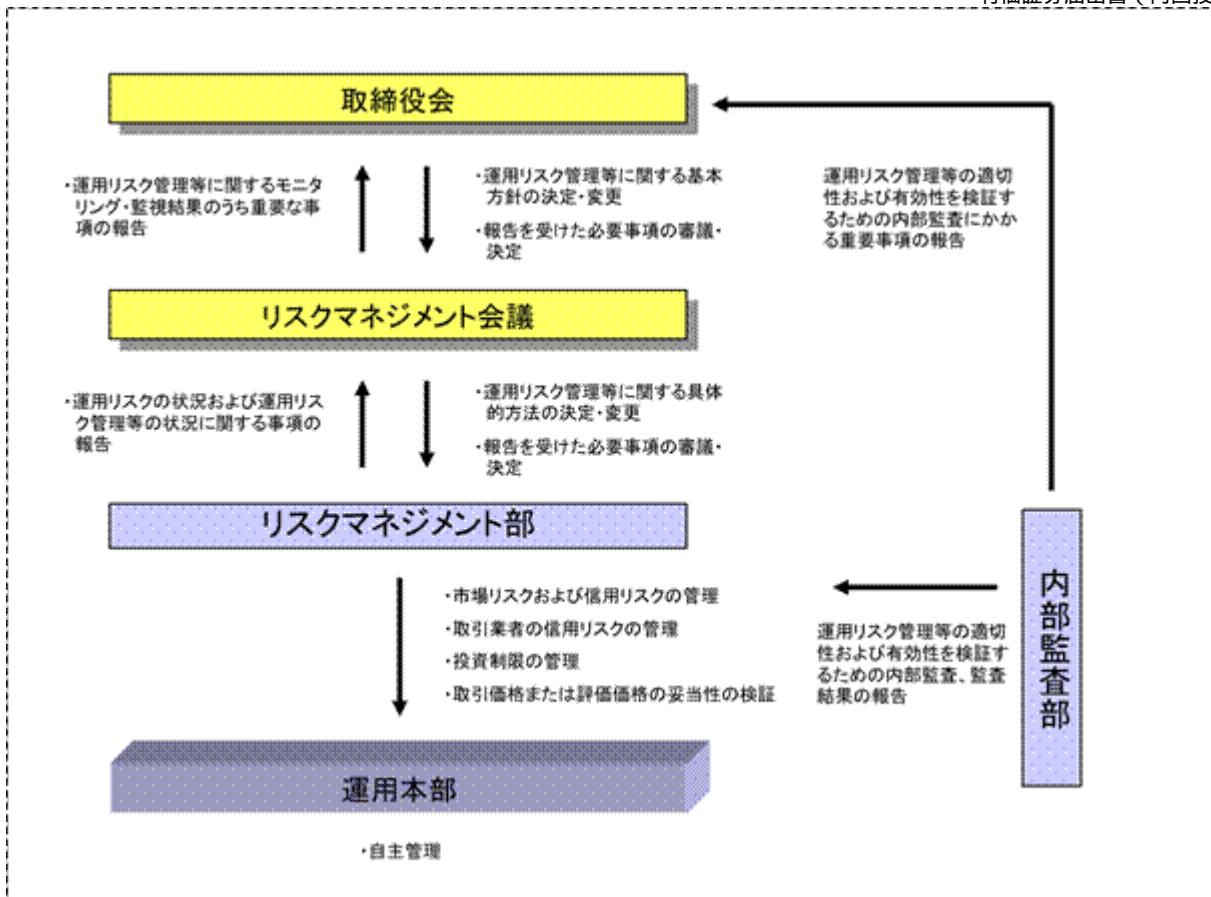 取締役会
・運用リスク管理等に関するモニタ
リング・監視結果のうち重要な事
項の報告
・運用リスク管理等に関する基本
方針の決定・変更
・報告を受けた必要事項の審議・
決定
運用リスク管理等の適切
性および有効性を検証す
るための内部監査にかか
る重要事項の報告
リスクマネジメント会議
・運用リスクの状況および運用リス
ク管理等の状況に関する事項の
報告
・運用リスク管理等に関する具体
的方法の決定・変更
・報告を受けた必要事項の審議・
決定
リスクマネジメント部
・市場リスクおよび信用リスクの管理
・取引業者の信用リスクの管理
・投資制限の管理
・取引価格または評価価格の妥当性の検証
運用リスク管理等の適切
性および有効性を検証す
るための内部監査、監査
結果の報告
内部監査部
運用本部
・自主管理